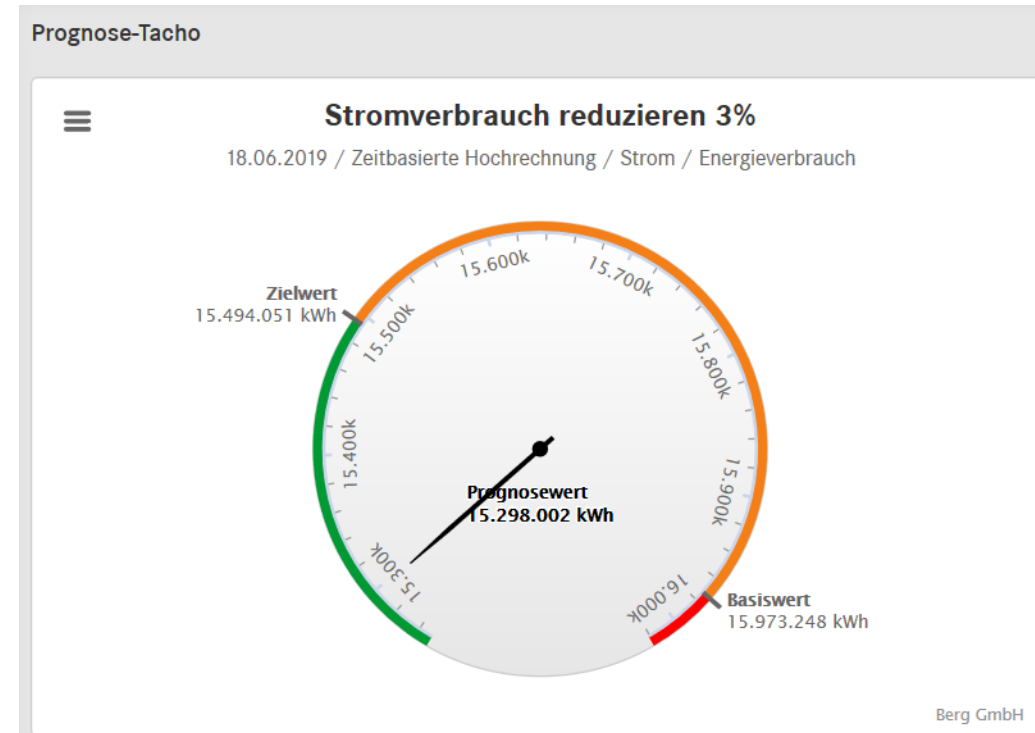 Prognose-Tacho
Stromverbrauch reduzieren 3%
18.06.2019 / Zeitbasierte Hochrechnung / Strom / Energieverbrauch
15.600k
15.700k
Zielwert
15.494.051 kWh
15.500k
15.800k
15.400k
15.900k
Prognosewert
15.298.002 kWh
15.300k
16.000k
Basiswert
15.973.248 kWh
Berg GmbH